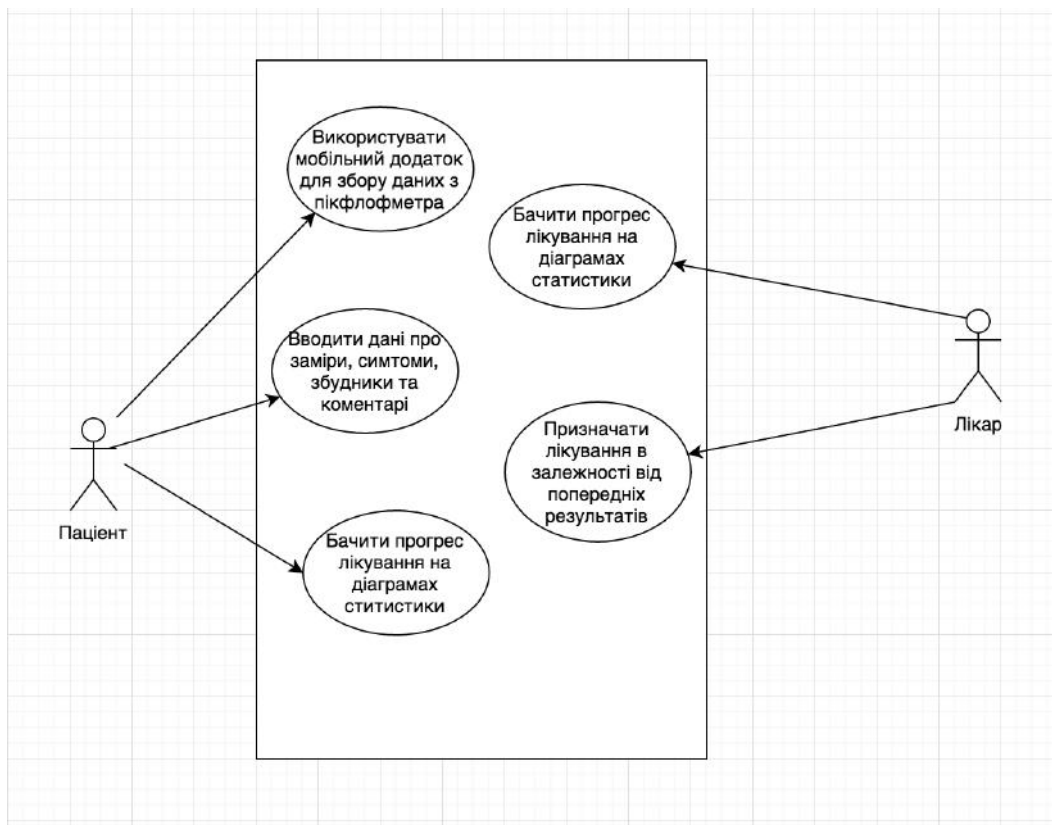 Використувати
мобільний додаток
для збору даних з
пікфлофметра
Бачити прогрес
лікування на
діаграмах
статистики
Вводити дані про
заміри, симтоми,
збудники та
коментарі
Призначати
лікування в
залежності від
попередніх
результатів
Лікар
Пацієнт
Бачити прогрес
лікування на
діаграмах
ститистики